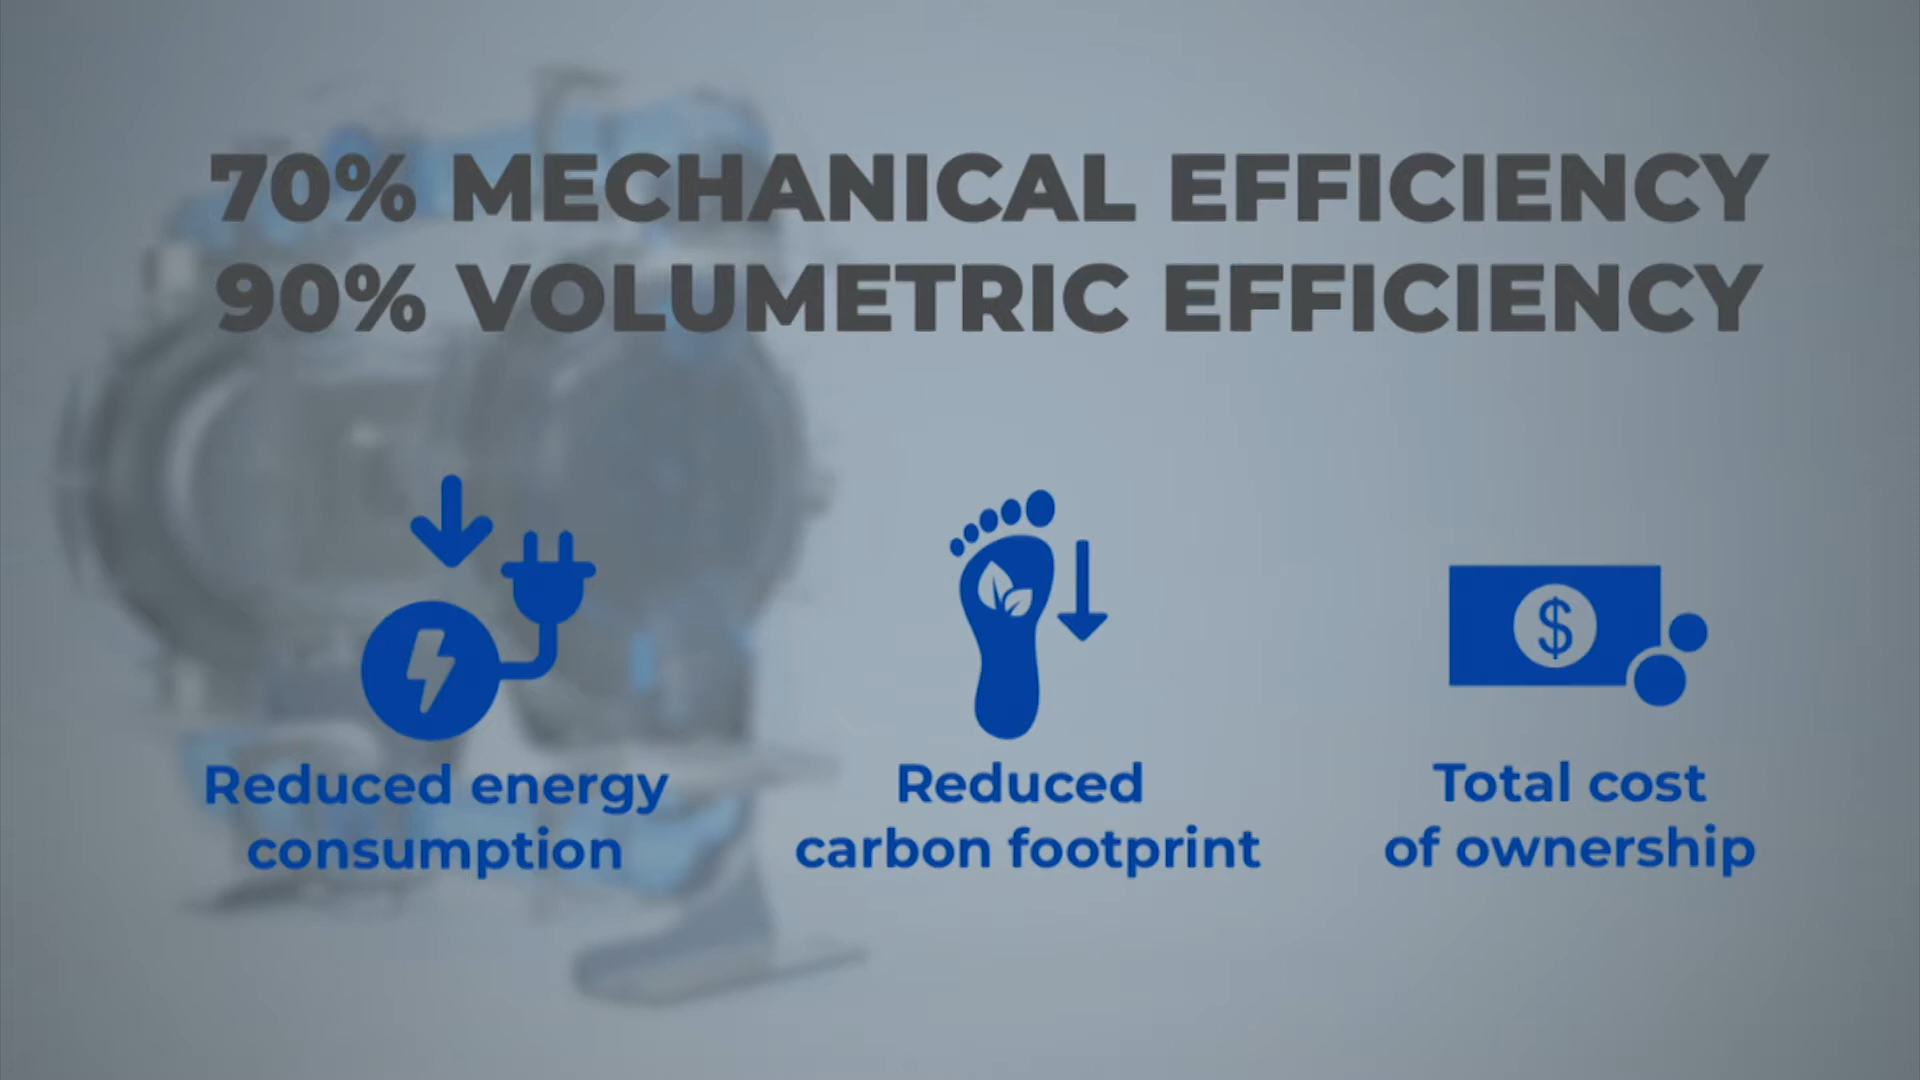 70% MECHANICAL EFFICIENCY
90% VOLUMETRIC EFFICIENCY
$
Reduced energy
consumption
Reduced
carbon footprint
Total cost
of ownership